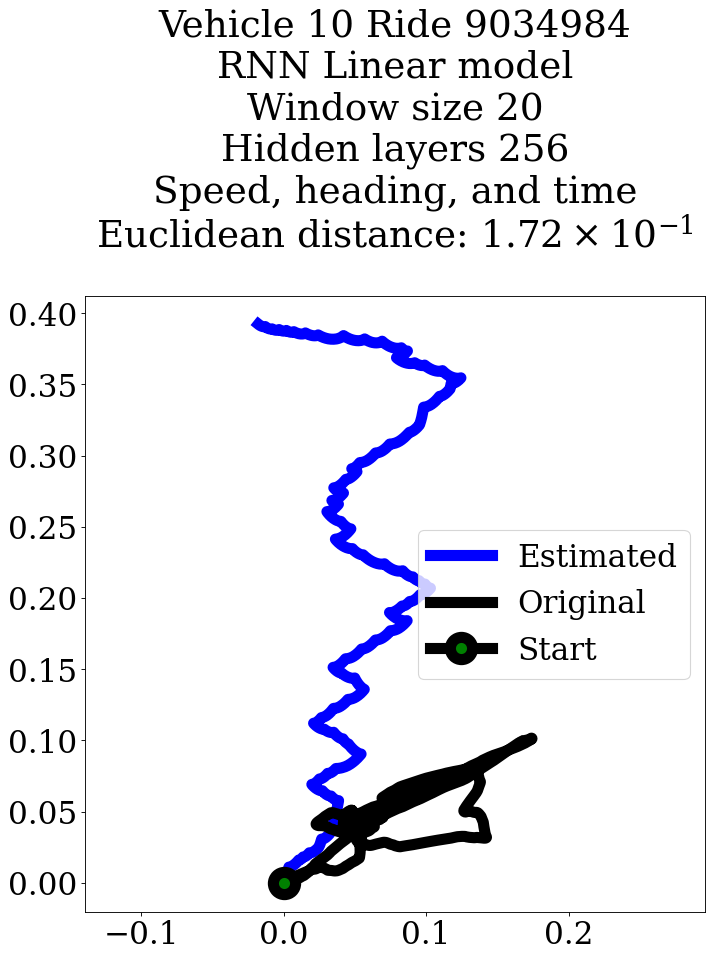 Vehicle 10 Ride 9034984
RNN Linear model
Window size 20
Hidden layers 256
Speed, heading, and time
Euclidean distance: 1.72 × 10⁻¹
0.40
0.35
0.30
0.25
0.20
0.15
0.10
0.05
0.00
Estimated
Original
Start
−0.1 0.0 0.1 0.2